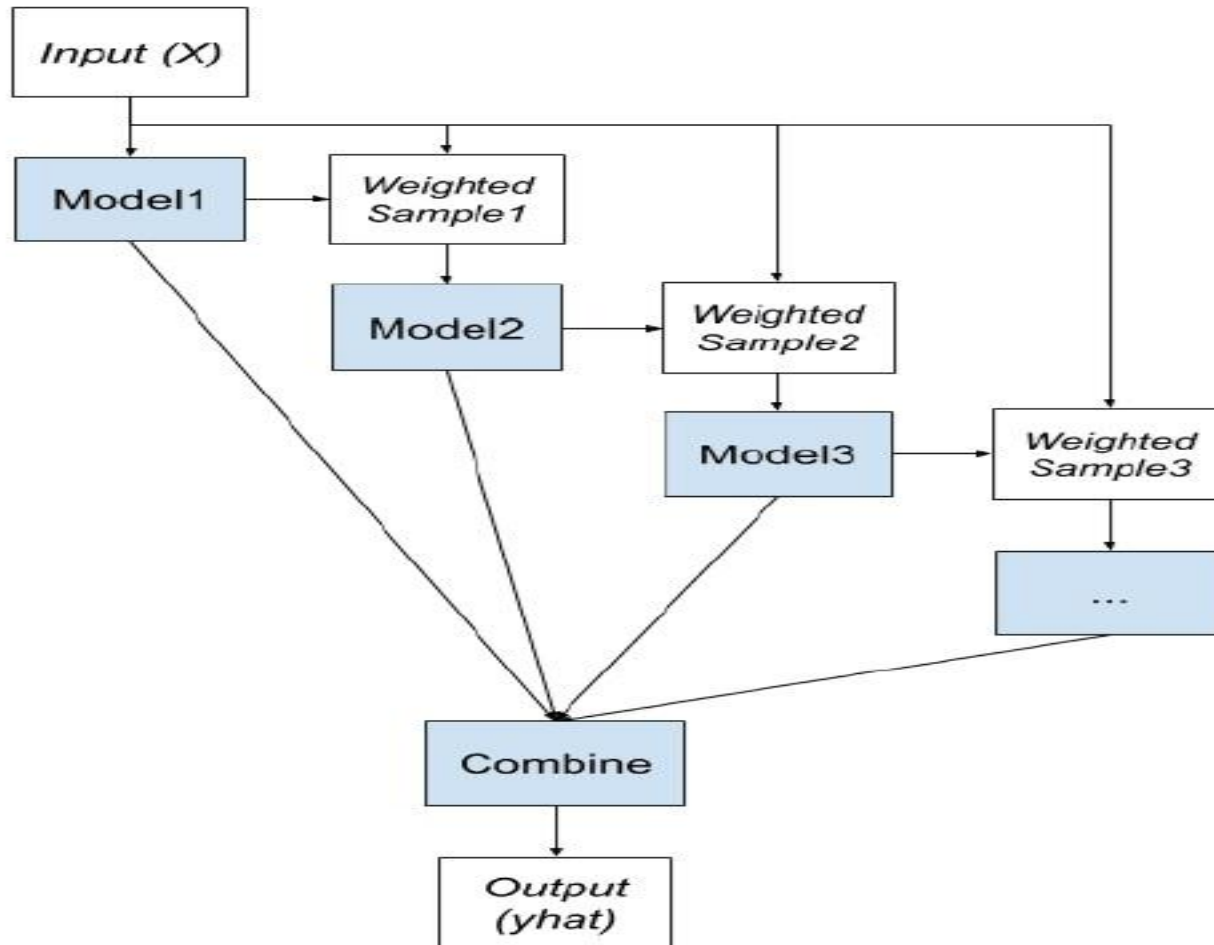 Input (X)
Model1
Weighted
Sample1
Model2
Weighted
Sample2
Model3
Weighted
Sample3
...
Combine
Output
(yhat)